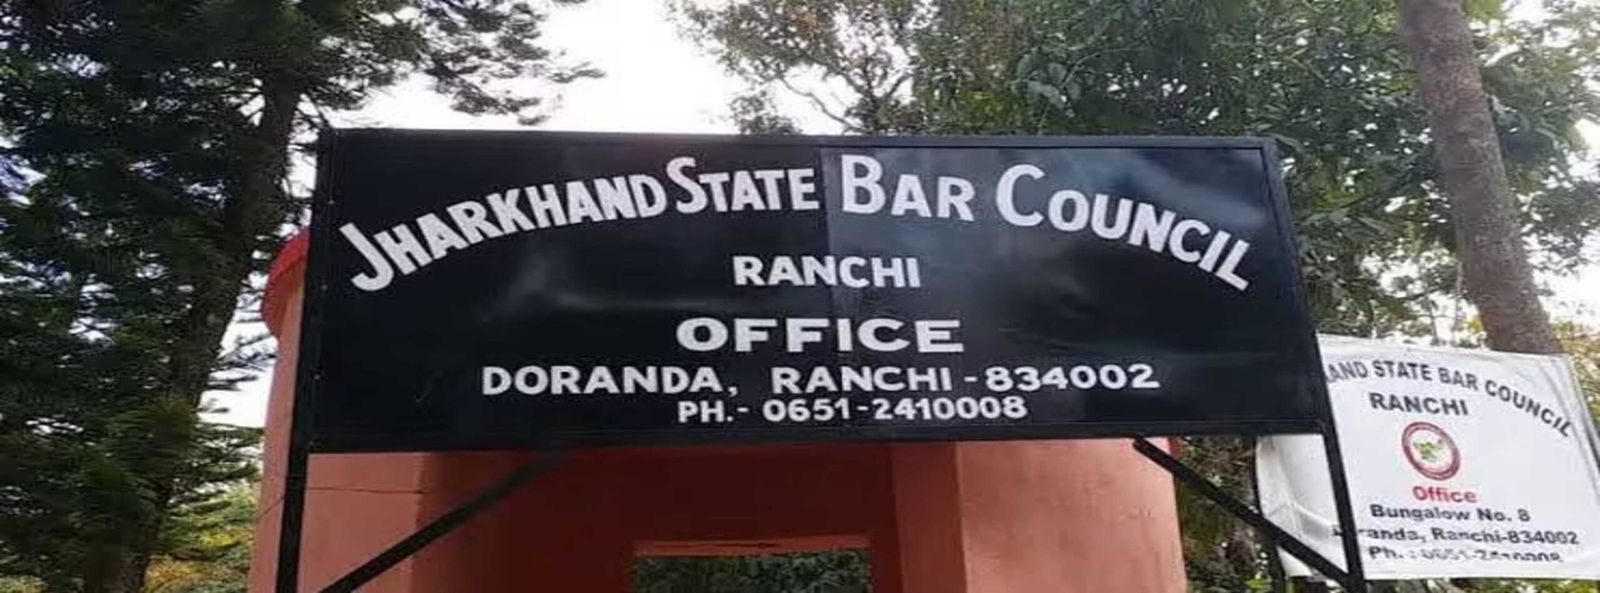 JHARKHAND STATE BAR COUNCIL
RANCHI
OFFICE
DORANDA, RANCHI - 834002
PH.- 0651-2410008
STATE BAR COUNCIL
RANCHI
Office
Bungalow No. 8
Ranchi-834002
Ph. :